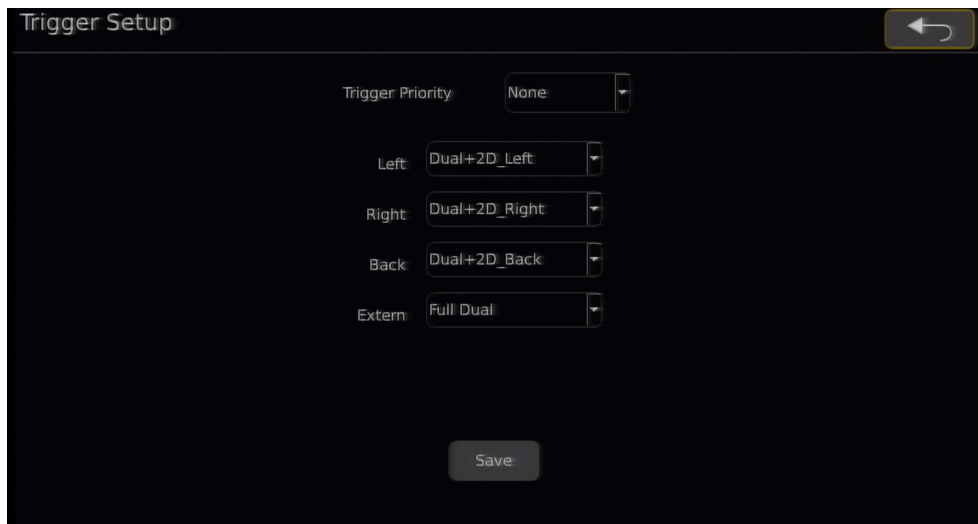 Trigger Setup
Trigger Priority None
Left Dual+2D_Left
Right Dual+2D_Right
Back Dual+2D_Back
Extern Full Dual
Save